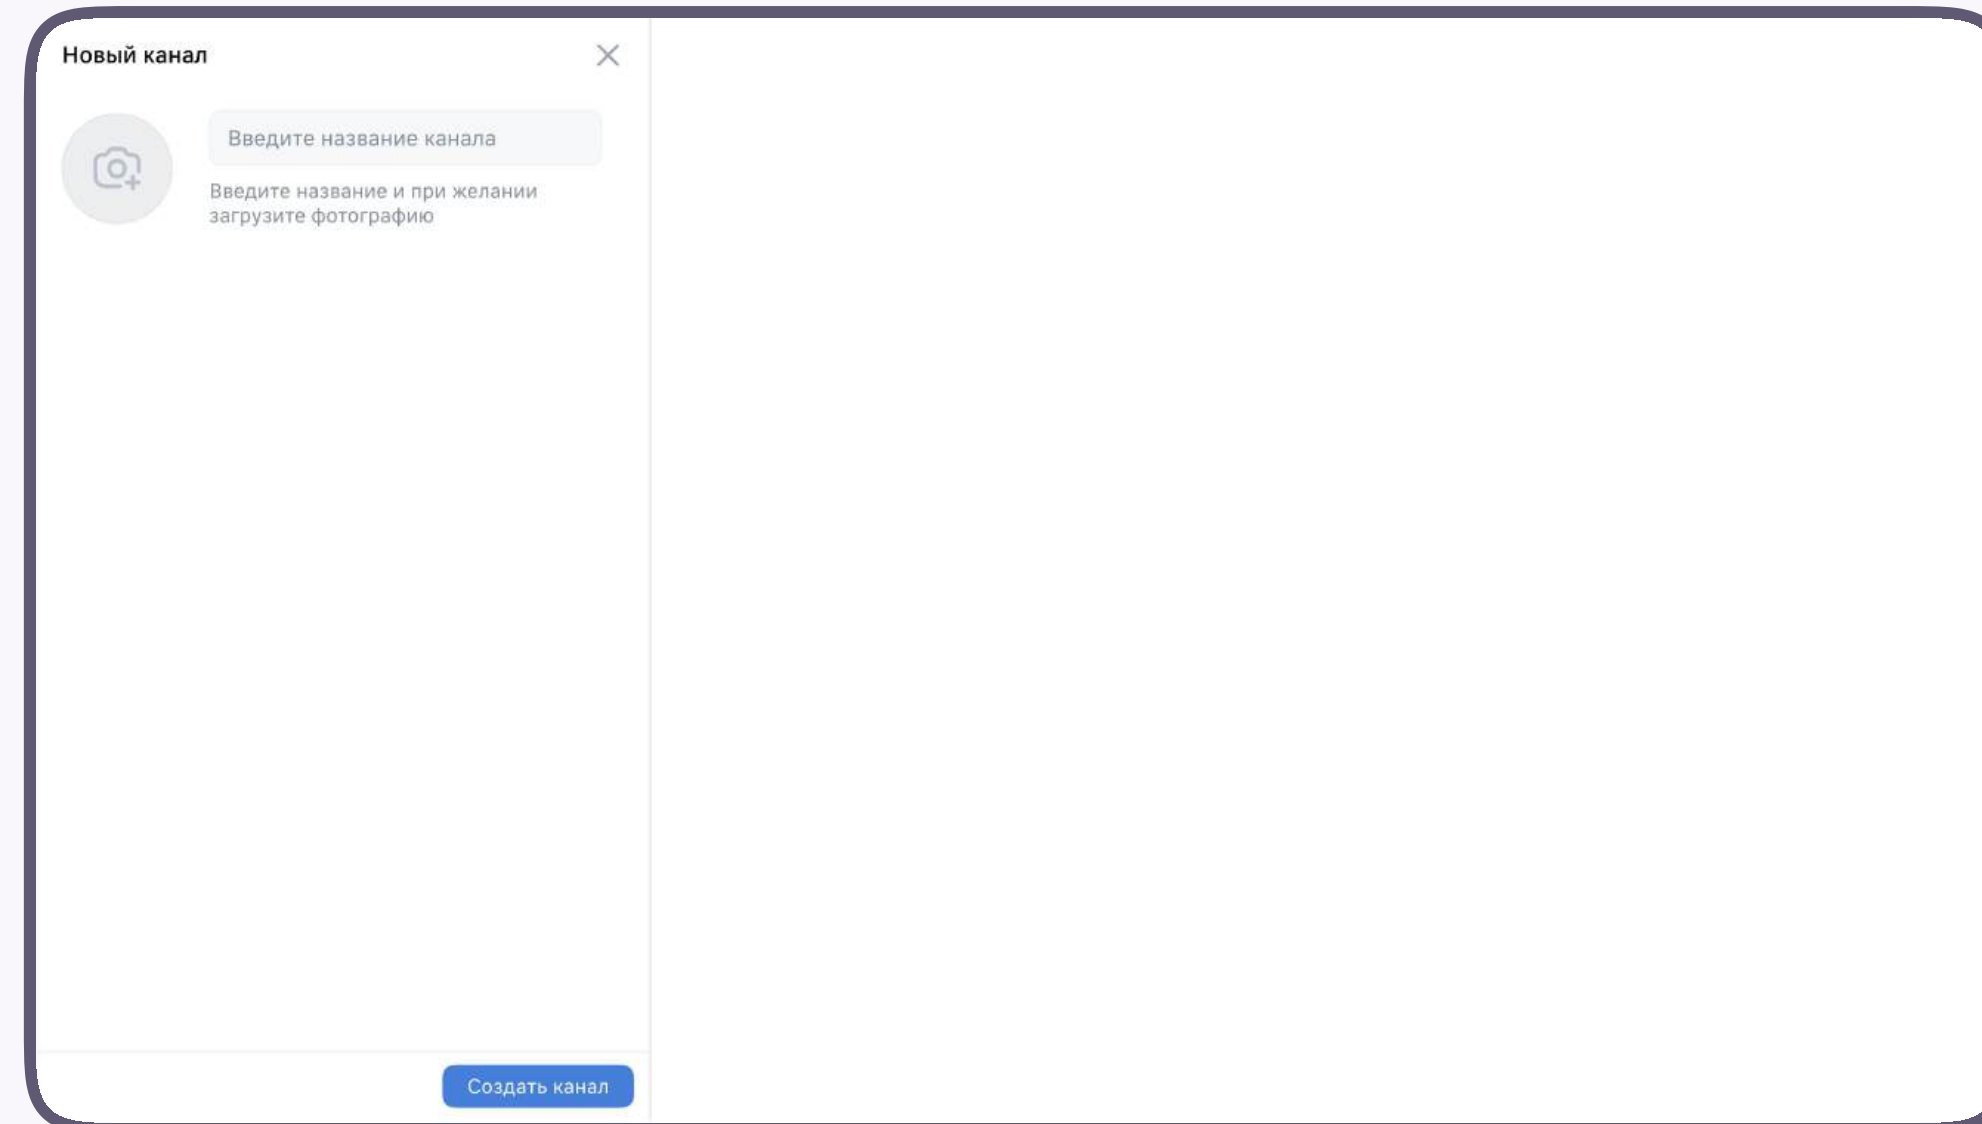 Новый канал
Введите название канала
Введите название и при желании
загрузите фотографию
Создать канал